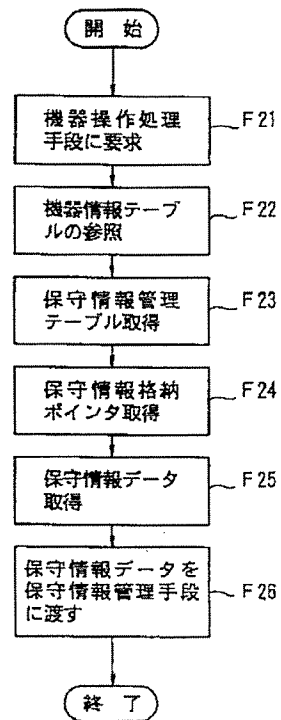 開 始
機器操作処理
手段に要求
F21
機器情報テーブ
ルの参照
F22
保守情報管理
テーブル取得
F23
保守情報格納
ポインタ取得
F24
保守情報データ
取得
F25
保守情報データを
保守情報管理手段
に渡す
F26
終 了